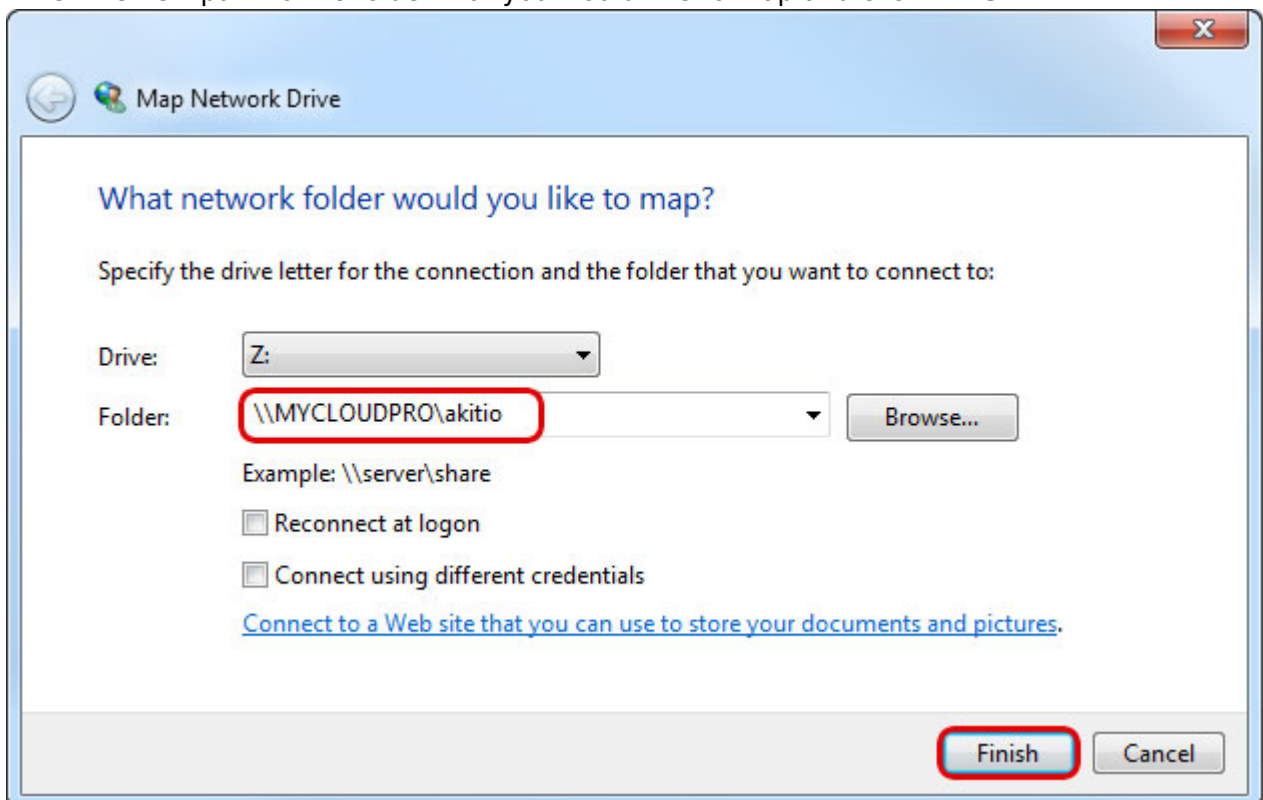 Map Network Drive
What network folder would you like to map?
Specify the drive letter for the connection and the folder that you want to connect to:
Drive: Z:
Folder: \\MYCLOUDPRO\akitio Browse...
Example: \\server\share
Reconnect at logon
Connect using different credentials
Connect to a Web site that you can use to store your documents and pictures.
Finish Cancel